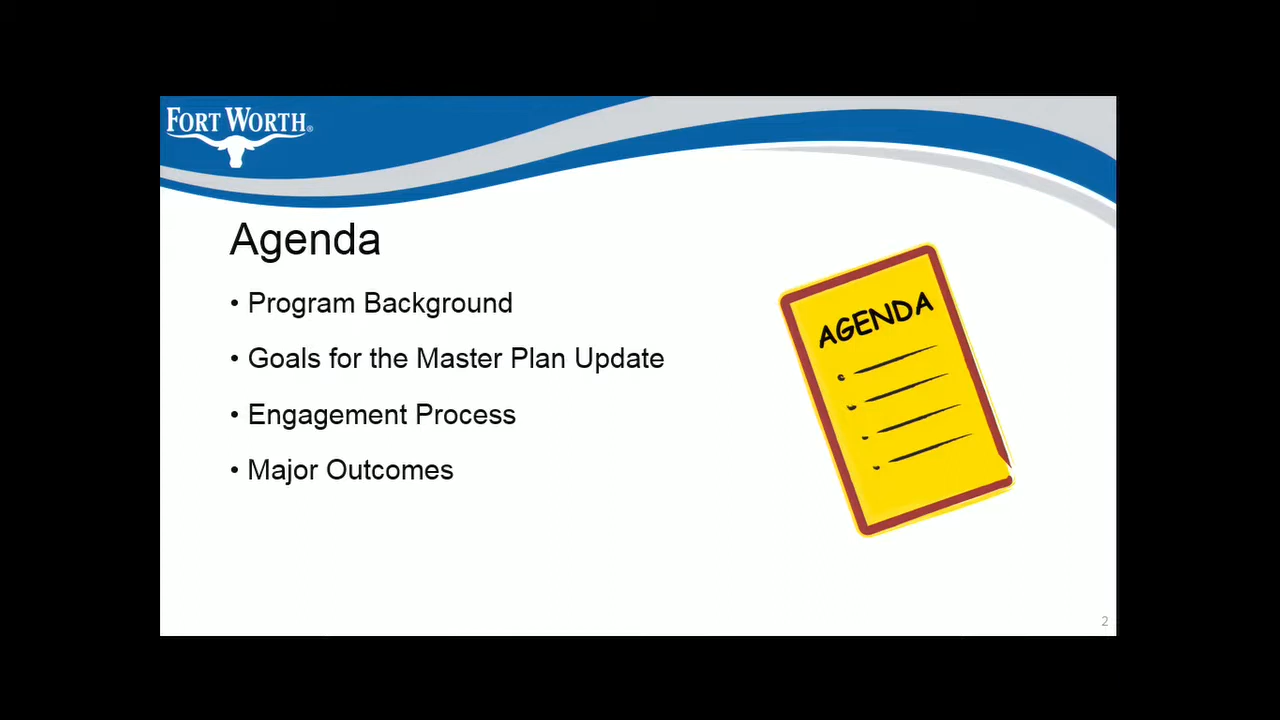 FORT WORTH®
Agenda
• Program Background
• Goals for the Master Plan Update
• Engagement Process
• Major Outcomes
AGENDA
2